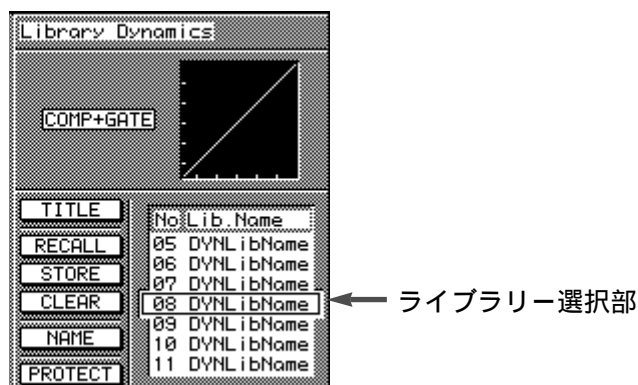 Library Dynamics
COMP+GATE
TITLE
RECALL
STORE
CLEAR
NAME
PROTECT
No Lib.Name
05 DYNLibName
06 DYNLibName
07 DYNLibName
08 DYNLibName
09 DYNLibName
10 DYNLibName
11 DYNLibName
ライブラリー選択部